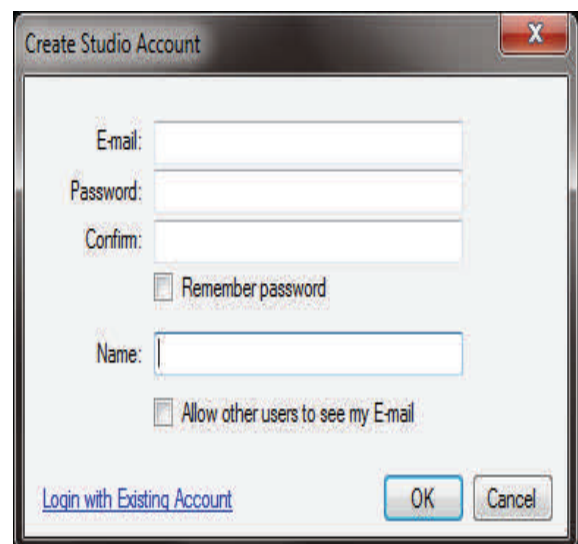 Create Studio Account
X
E-mail:
Password:
Confirm:
Remember password
Name:
Allow other users to see my E-mail
Login with Existing Account OK Cancel